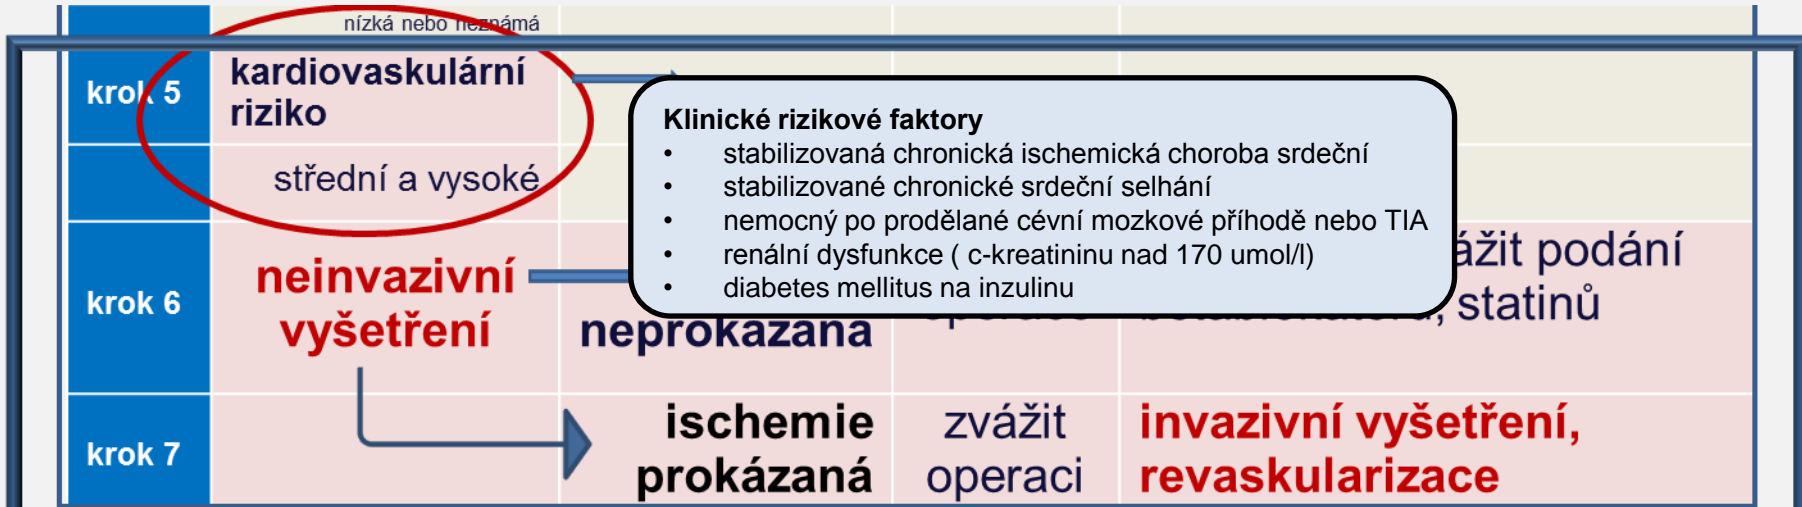 nízká nebo neznámá
krok 5
kardiovaskulární
riziko
střední a vysoké
Klinické rizikové faktory
• stabilizovaná chronická ischemická choroba srdeční
• stabilizované chronické srdeční selhání
• nemocný po prodělané cévní mozkové příhodě nebo TIA
• renální dysfunkce ( c-kreatininu nad 170 umol/l)
• diabetes mellitus na inzulinu
krok 6
neinvazivní
vyšetření
neprokázaná
ážit podání
statinů
krok 7
ischemie
prokázaná
zvážit
operaci
invazivní vyšetření,
revaskularizace